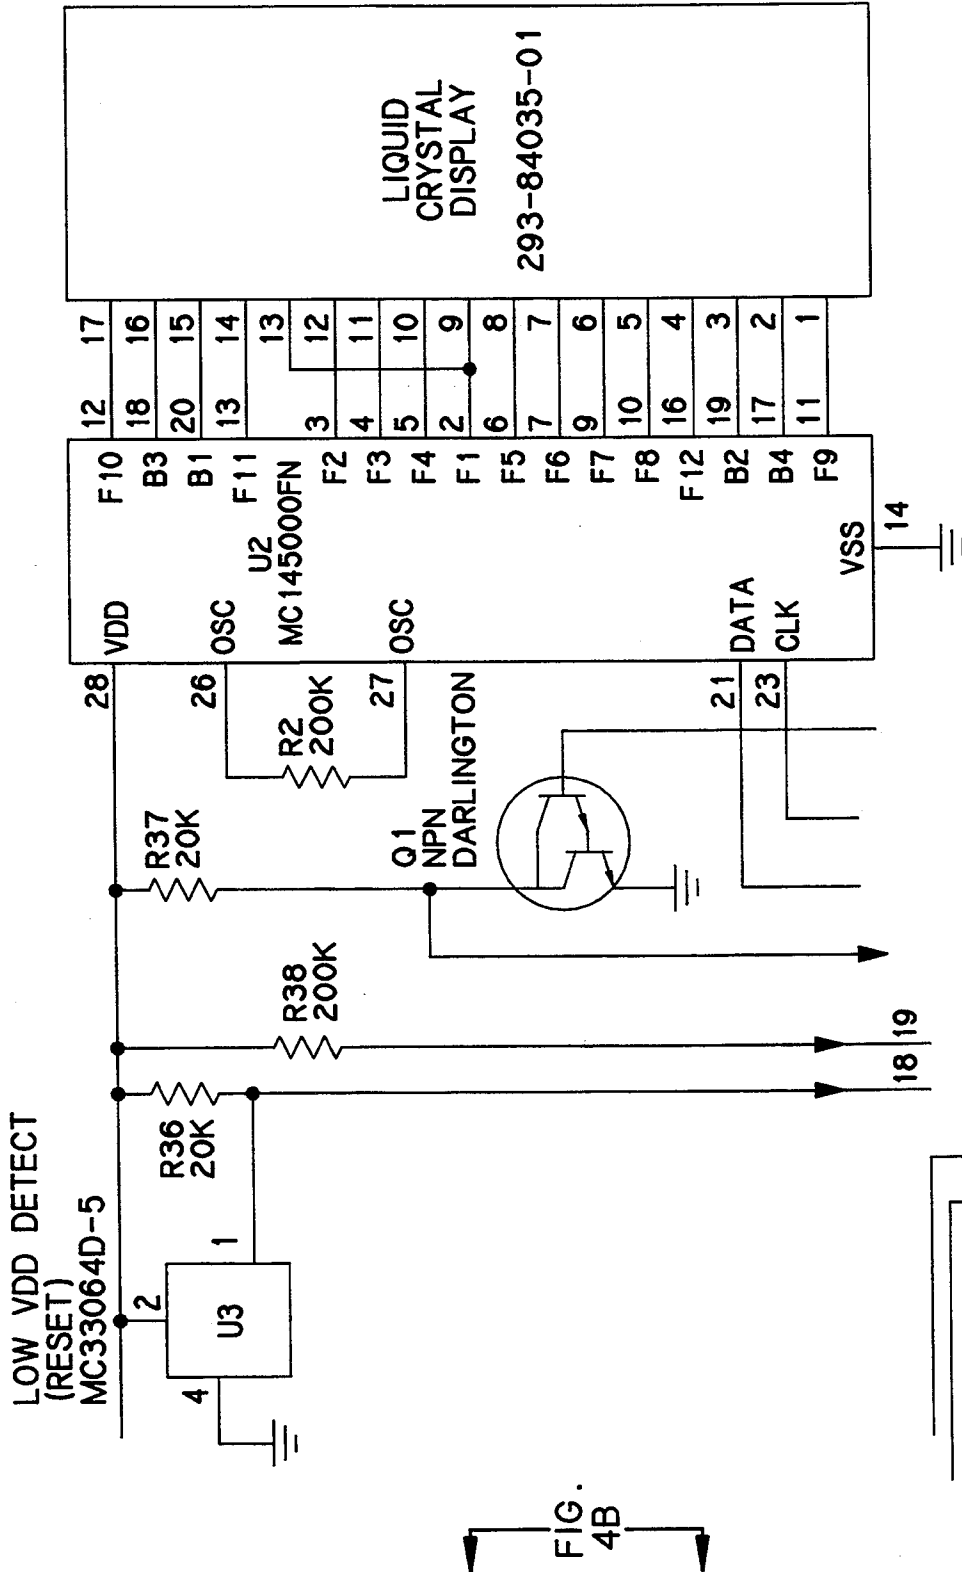 LOW VDD DETECT
(RESET)
MC33064D-5
2
U3
4
1
R36
20K
R38
200K
18
19
R37
20K
Q1
NPN
DARLINGTON
R2
200K
28
26
27
21
23
VDD
OSC
OSC
DATA
CLK
U2
MC145000FN
VSS
14
F10 12 17
B3 18 16
B1 20 15
F11 13 14
13
F2 3 12
F3 4 11
F4 5 10
F1 2 9
F5 6 8
F6 7 7
F7 9 6
F8 10 5
F12 16 4
B2 19 3
B4 17 2
F9 11 1
LIQUID
CRYSTAL
DISPLAY
293-84035-01
FIG.
4B